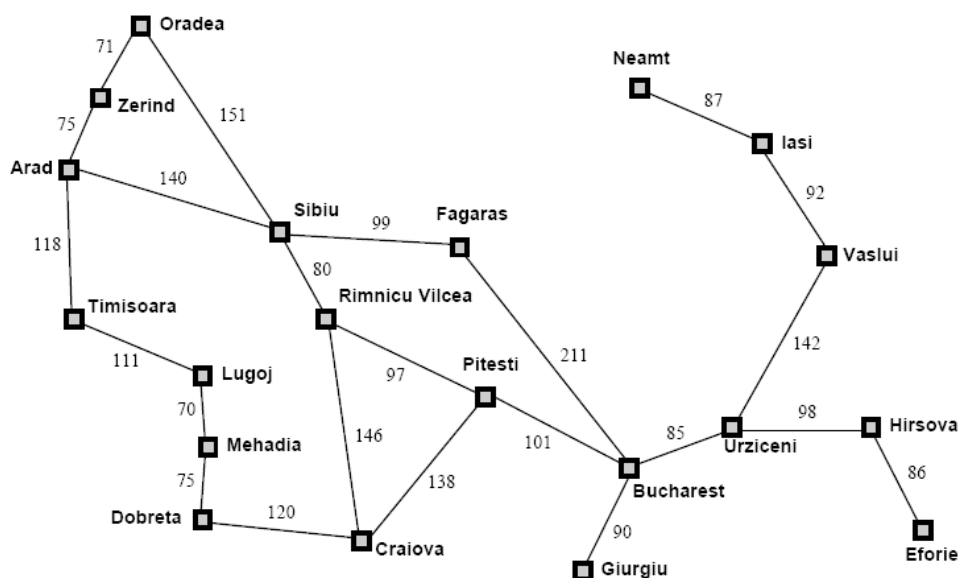 Oradea
71
Neamt
Zerind
87
75
151
Iasi
Arad
140
92
Sibiu
Fagaras
99
118
80
Vaslui
Timisoara
Rimnicu Vilcea
142
111
211
Lugoj
97
Pitesti
70
98
Hirsova
146
101
85
Urziceni
Mehadia
75
138
86
Bucharest
Dobreta
120
90
Craiova
Eforie
Giurgiu